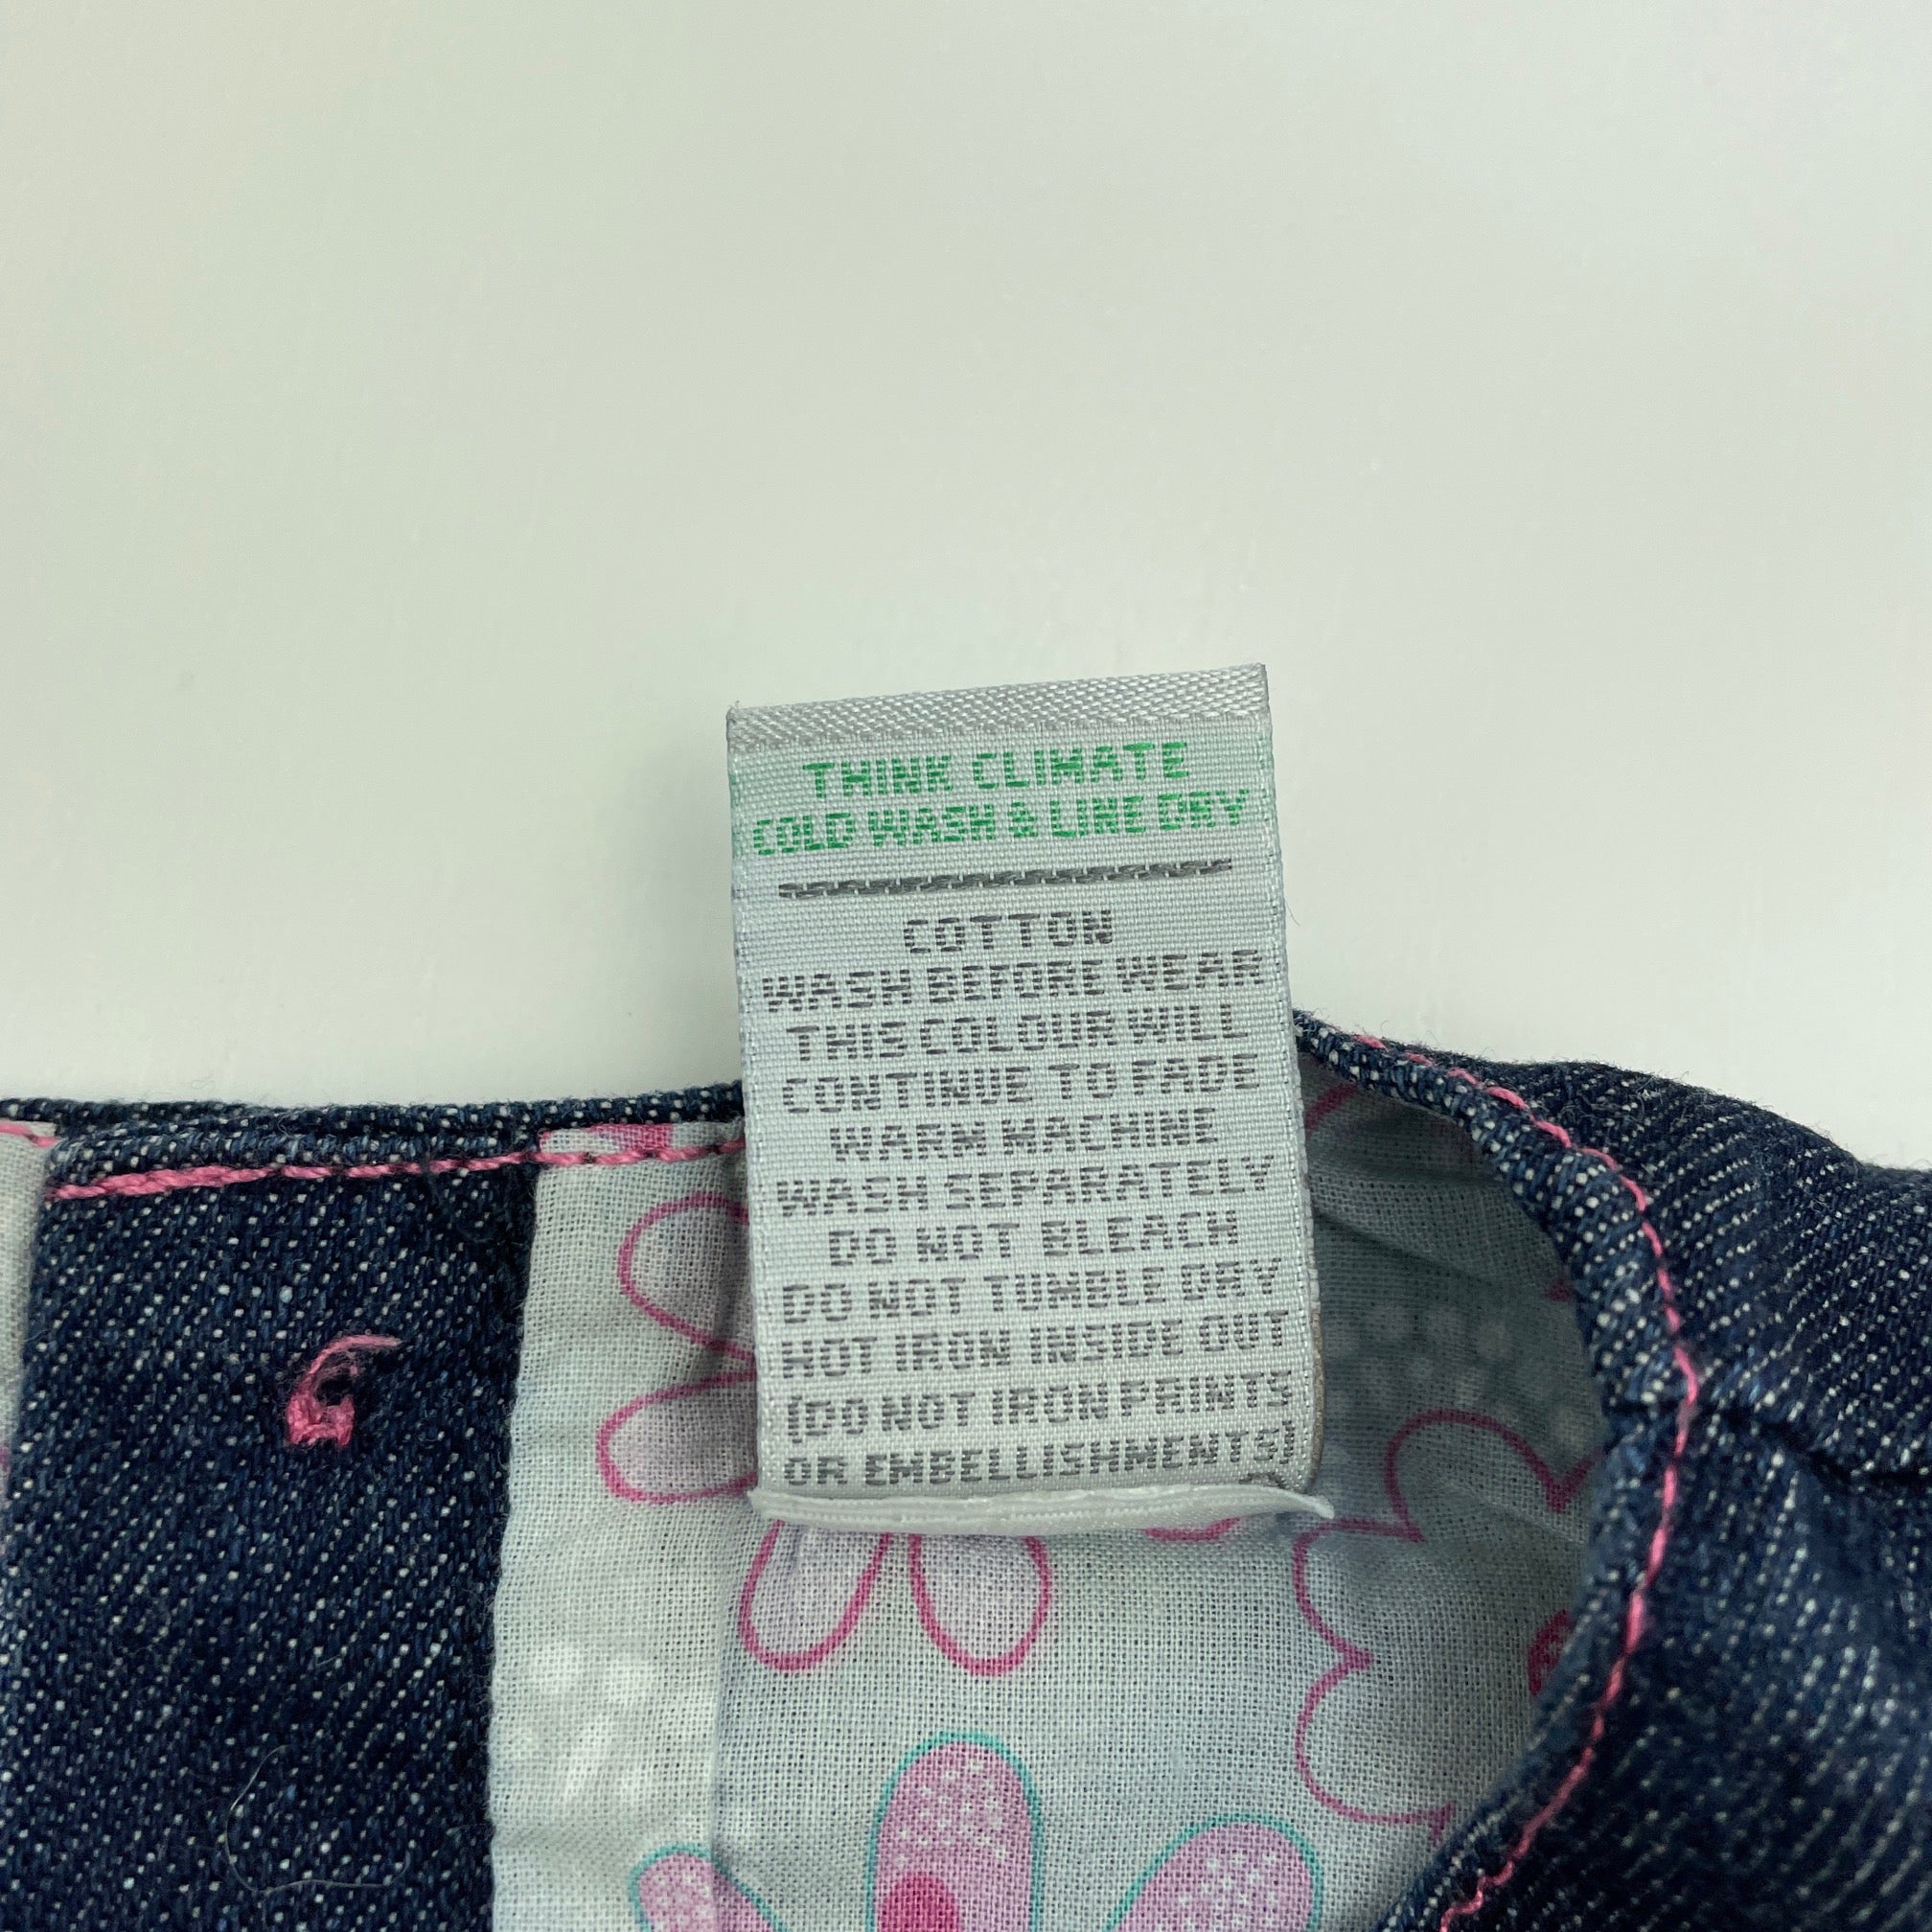 THINK CLIMATE
COLD WASH & LINE DRY
COTTON
WASH BEFORE WEAR
THIS COLOUR WILL
CONTINUE TO FADE
WARM MACHINE
WASH SEPARATELY
DO NOT BLEACH
DO NOT TUMBLE DRY
HOT IRON INSIDE OUT
(DO NOT IRON PRINTS
OR EMBELLISHMENTS)